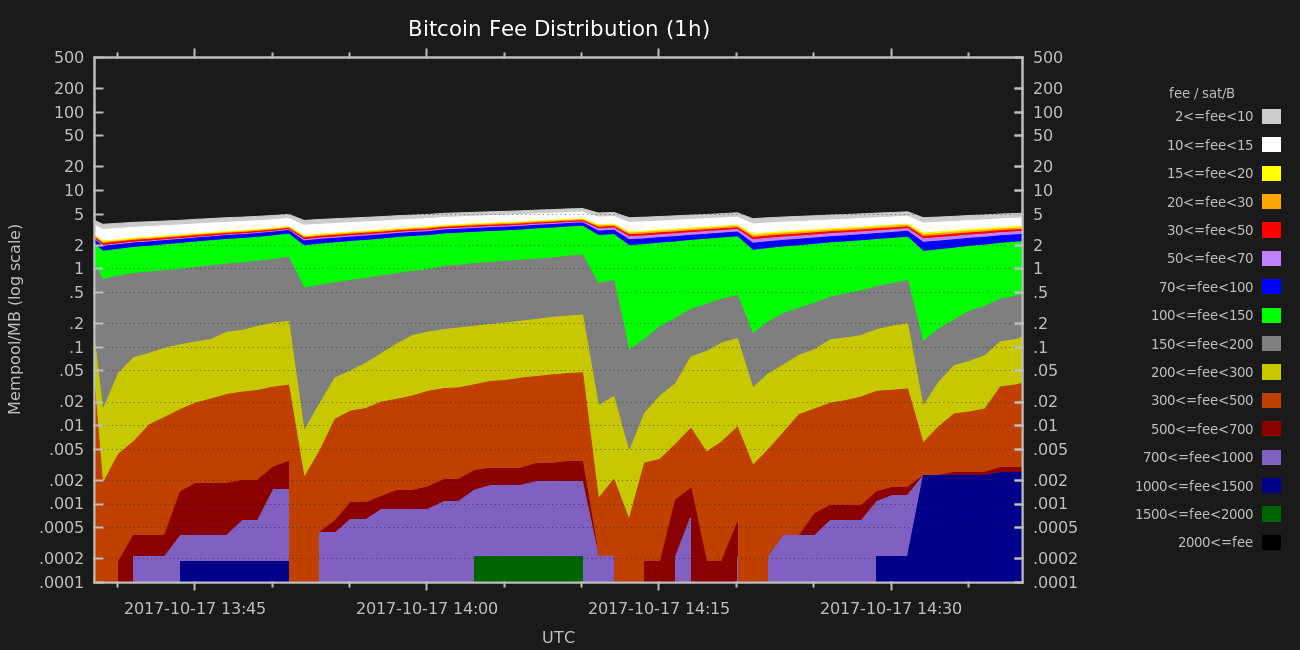 Bitcoin Fee Distribution (1h)
500 500
200 200
100 100
50 50
20 20
10 10
5 5
2 2
1 1
.5 .5
.2 .2
.1 .1
.05 .05
.02 .02
.01 .01
.005 .005
.002 .002
.001 .001
.0005 .0005
.0002 .0002
.0001 .0001
Mempool/MB (log scale)
2017-10-17 13:45 2017-10-17 14:00 2017-10-17 14:15 2017-10-17 14:30
UTC
fee / sat/B
2<=fee<10
10<=fee<15
15<=fee<20
20<=fee<30
30<=fee<50
50<=fee<70
70<=fee<100
100<=fee<150
150<=fee<200
200<=fee<300
300<=fee<500
500<=fee<700
700<=fee<1000
1000<=fee<1500
1500<=fee<2000
2000<=fee